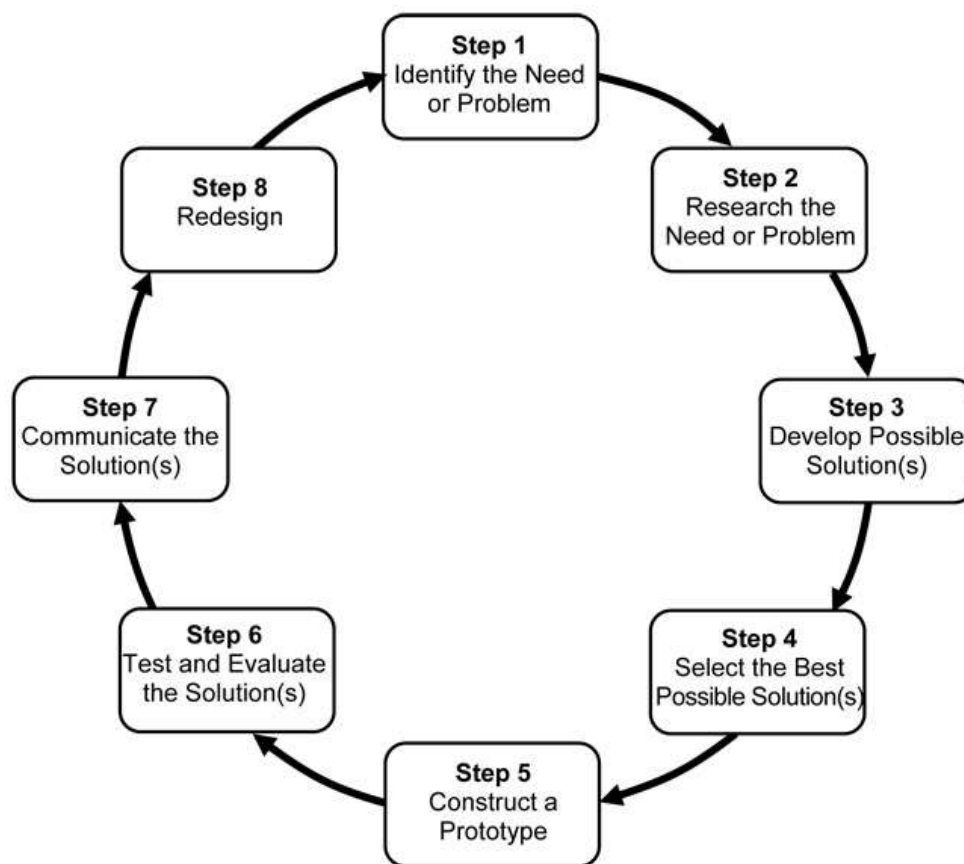 Step 1
Identify the Need
or Problem
Step 2
Research the
Need or Problem
Step 3
Develop Possible
Solution(s)
Step 4
Select the Best
Possible Solution(s)
Step 5
Construct a
Prototype
Step 6
Test and Evaluate
the Solution(s)
Step 7
Communicate the
Solution(s)
Step 8
Redesign